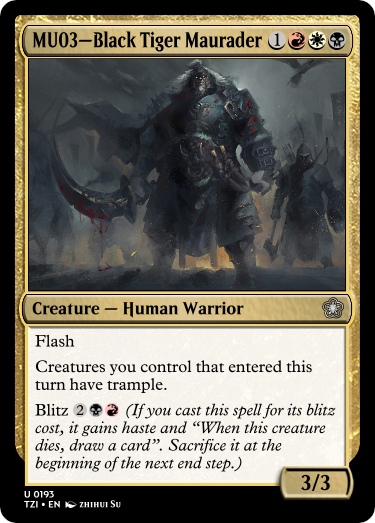 MU03—Black Tiger Maurader 1
Creature — Human Warrior
Flash
Creatures you control that entered this
turn have trample.
Blitz 2 (If you cast this spell for its blitz
cost, it gains haste and “When this creature
dies, draw a card”. Sacrifice it at the
beginning of the next end step.)
3/3
U 0193
TZI • EN ZHIHUI SU